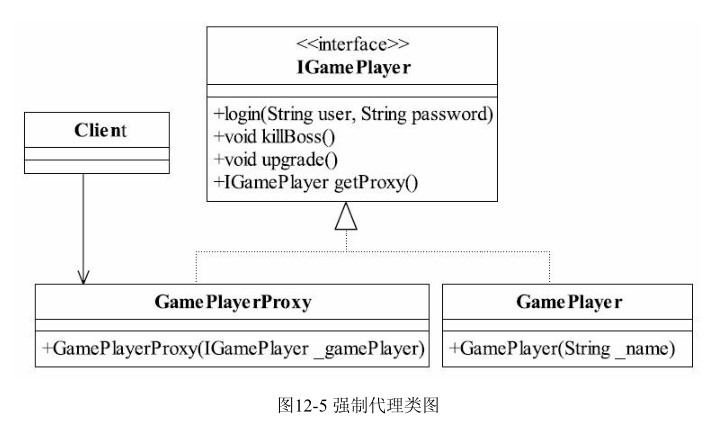 <<interface>>
IGamePlayer
+login(String user, String password)
+void killBoss()
+void upgrade()
+IGamePlayer getProxy()
Client
GamePlayerProxy
+GamePlayerProxy(IGamePlayer _gamePlayer)
GamePlayer
+GamePlayer(String _name)
图12-5 强制代理类图